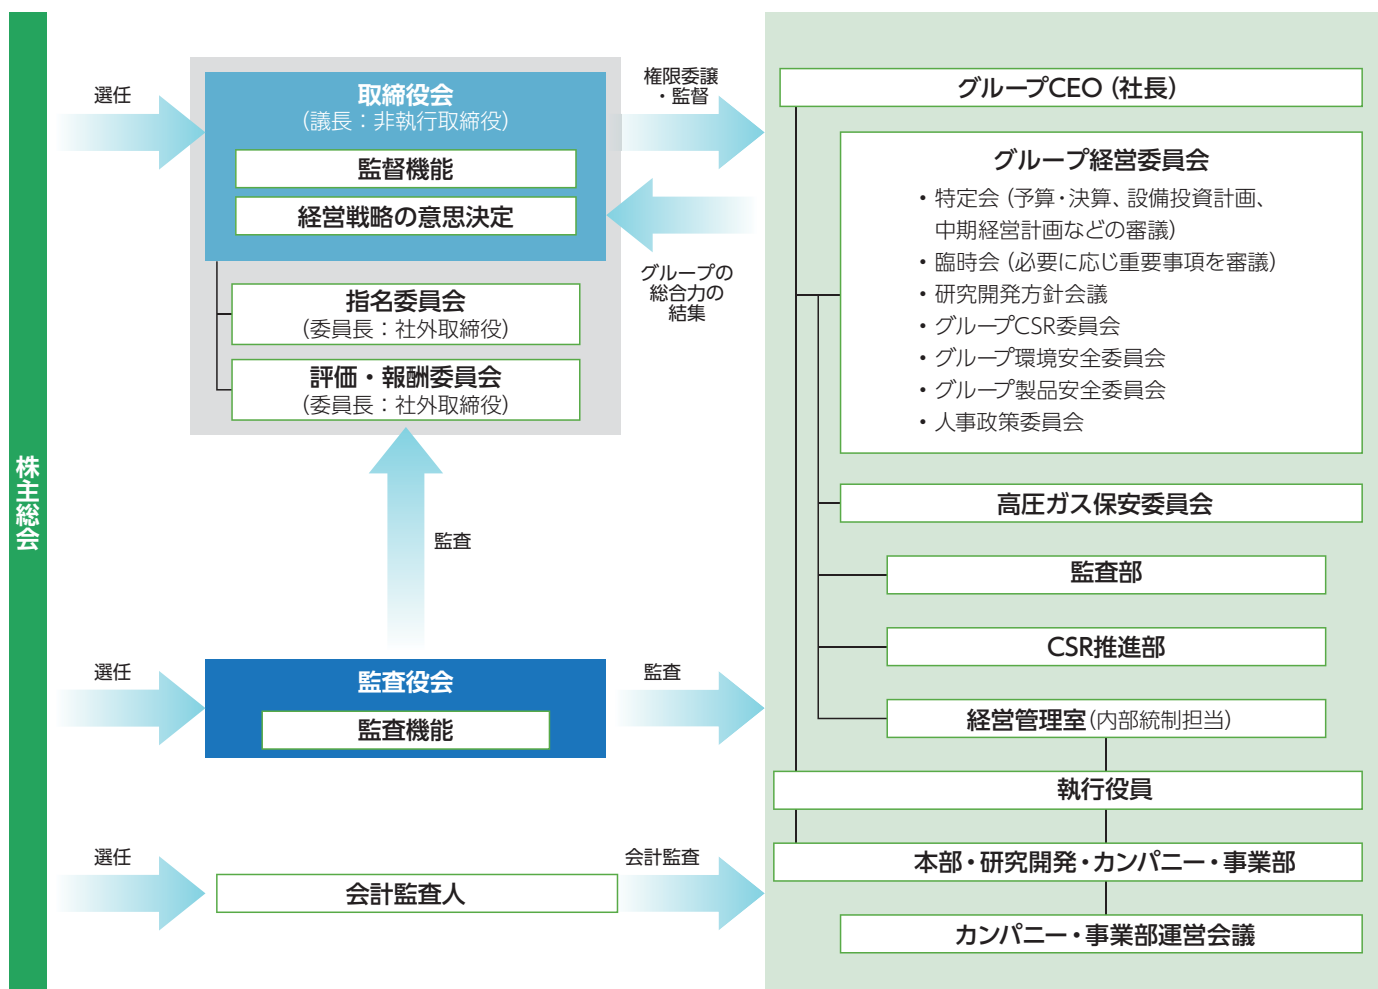 株主総会
選任
取締役会
（議長：非執行取締役）
監督機能
経営戦略の意思決定
指名委員会
（委員長：社外取締役）
評価・報酬委員会
（委員長：社外取締役）
権限委譲
・監督
グループの
総合力の
結集
監査
選任
監査役会
監査機能
監査
選任
会計監査人
会計監査
グループCEO（社長）
グループ経営委員会
・特定会（予算・決算、設備投資計画、
中期経営計画などの審議）
・臨時会（必要に応じ重要事項を審議）
・研究開発方針会議
・グループCSR委員会
・グループ環境安全委員会
・グループ製品安全委員会
・人事政策委員会
高圧ガス保安委員会
監査部
CSR推進部
経営管理室（内部統制担当）
執行役員
本部・研究開発・カンパニー・事業部
カンパニー・事業部運営会議